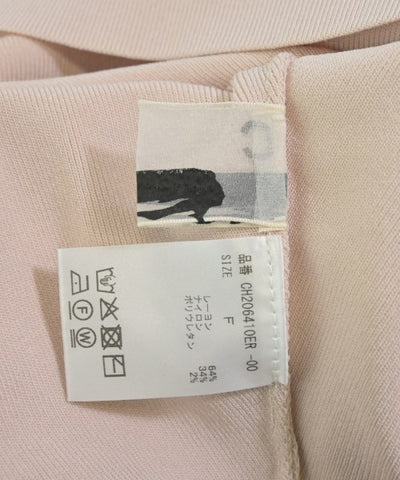 C
品番 CH206410ER -00
SIZE F
レーヨン 64%
ナイロン 34%
ポリウレタン 2%
F
W